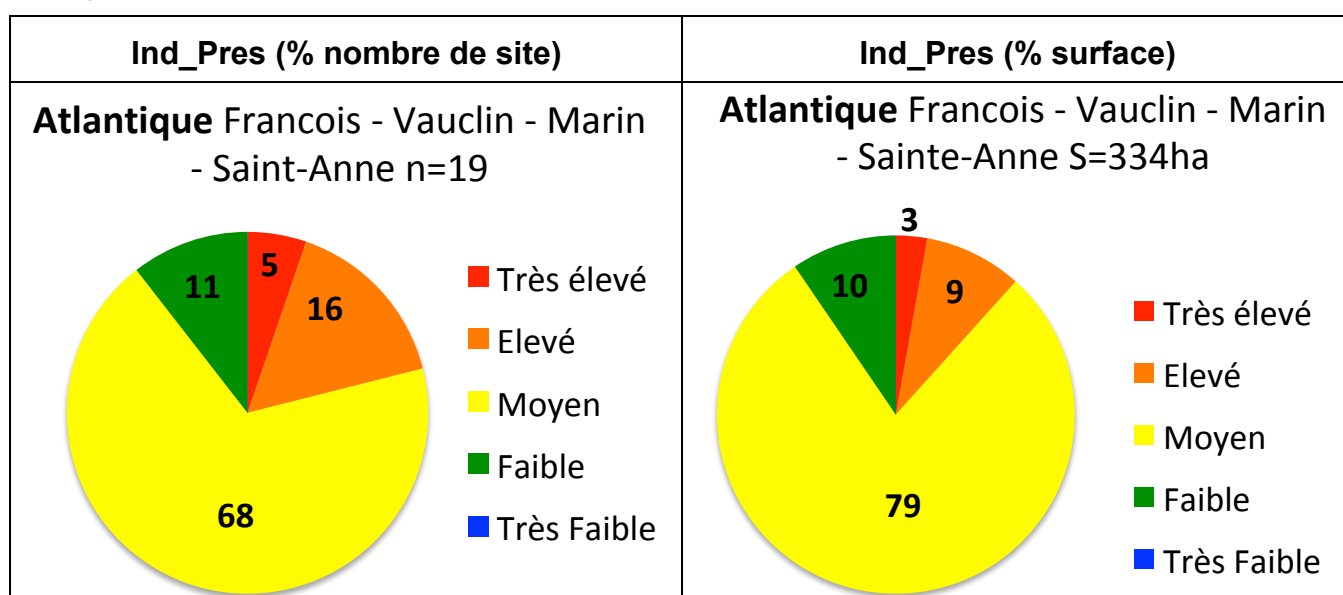 Ind_Pres (% nombre de site)
Ind_Pres (% surface)
Atlantique Francois - Vauclin - Marin
- Saint-Anne n=19
5
16
68
11
Très élevé
Elevé
Moyen
Faible
Très Faible
Atlantique Francois - Vauclin - Marin
- Sainte-Anne S=334ha
3
9
79
10
Très élevé
Elevé
Moyen
Faible
Très Faible